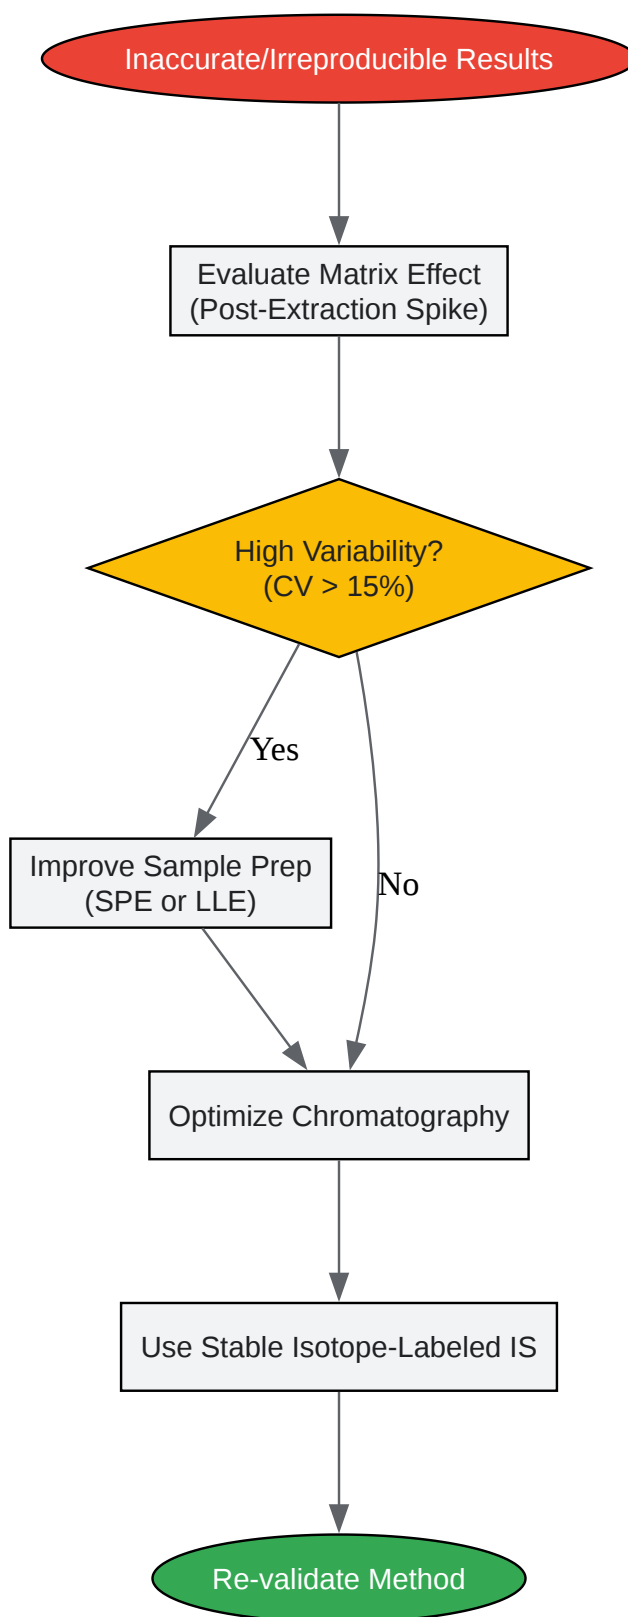 Inaccurate/Irreproducible Results
Evaluate Matrix Effect
(Post-Extraction Spike)
High Variability?
(CV > 15%)
Yes
Improve Sample Prep
(SPE or LLE)
No
Optimize Chromatography
Use Stable Isotope-Labeled IS
Re-validate Method